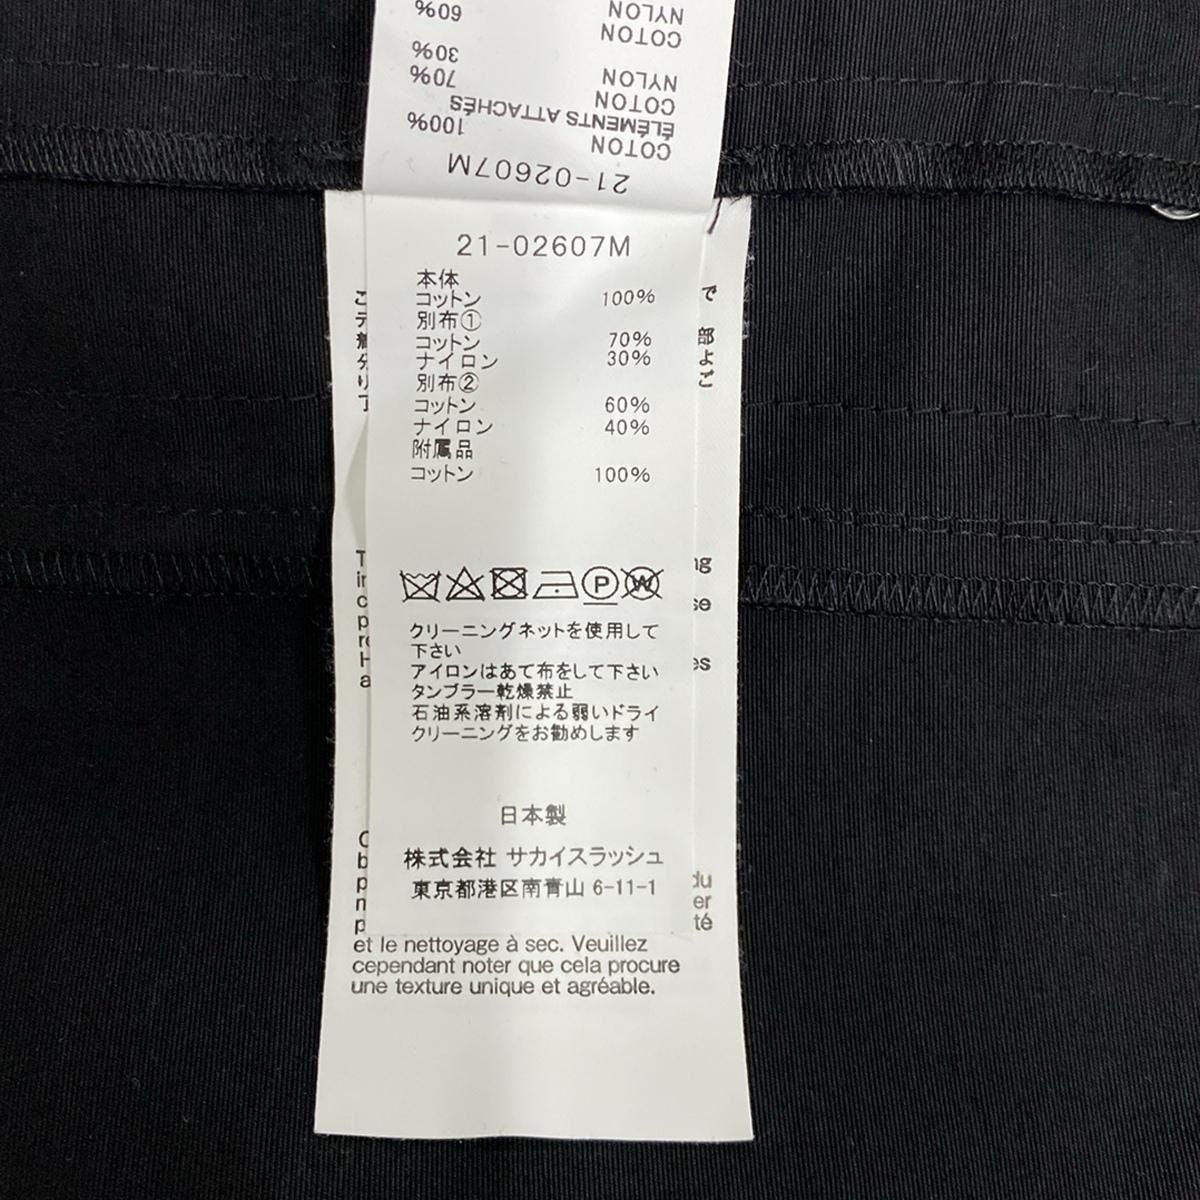 60% NYLON
COTON
30%
70% NYLON
COTON
ÉLÉMENTS ATTACHÉS
100%
COTON
21-02607M
21-02607M
本体
コットン 100%
別布①
コットン 70%
ナイロン 30%
別布②
コットン 60%
ナイロン 40%
附属品
コットン 100%
P W
クリーニングネットを使用して
下さい
アイロンはあて布をして下さい
タンブラー乾燥禁止
石油系溶剤による弱いドライ
クリーニングをお勧めします
日本製
株式会社 サカイスラッシュ
東京都港区南青山 6-11-1
et le nettoyage à sec. Veuillez
cependant noter que cela procure
une texture unique et agréable.